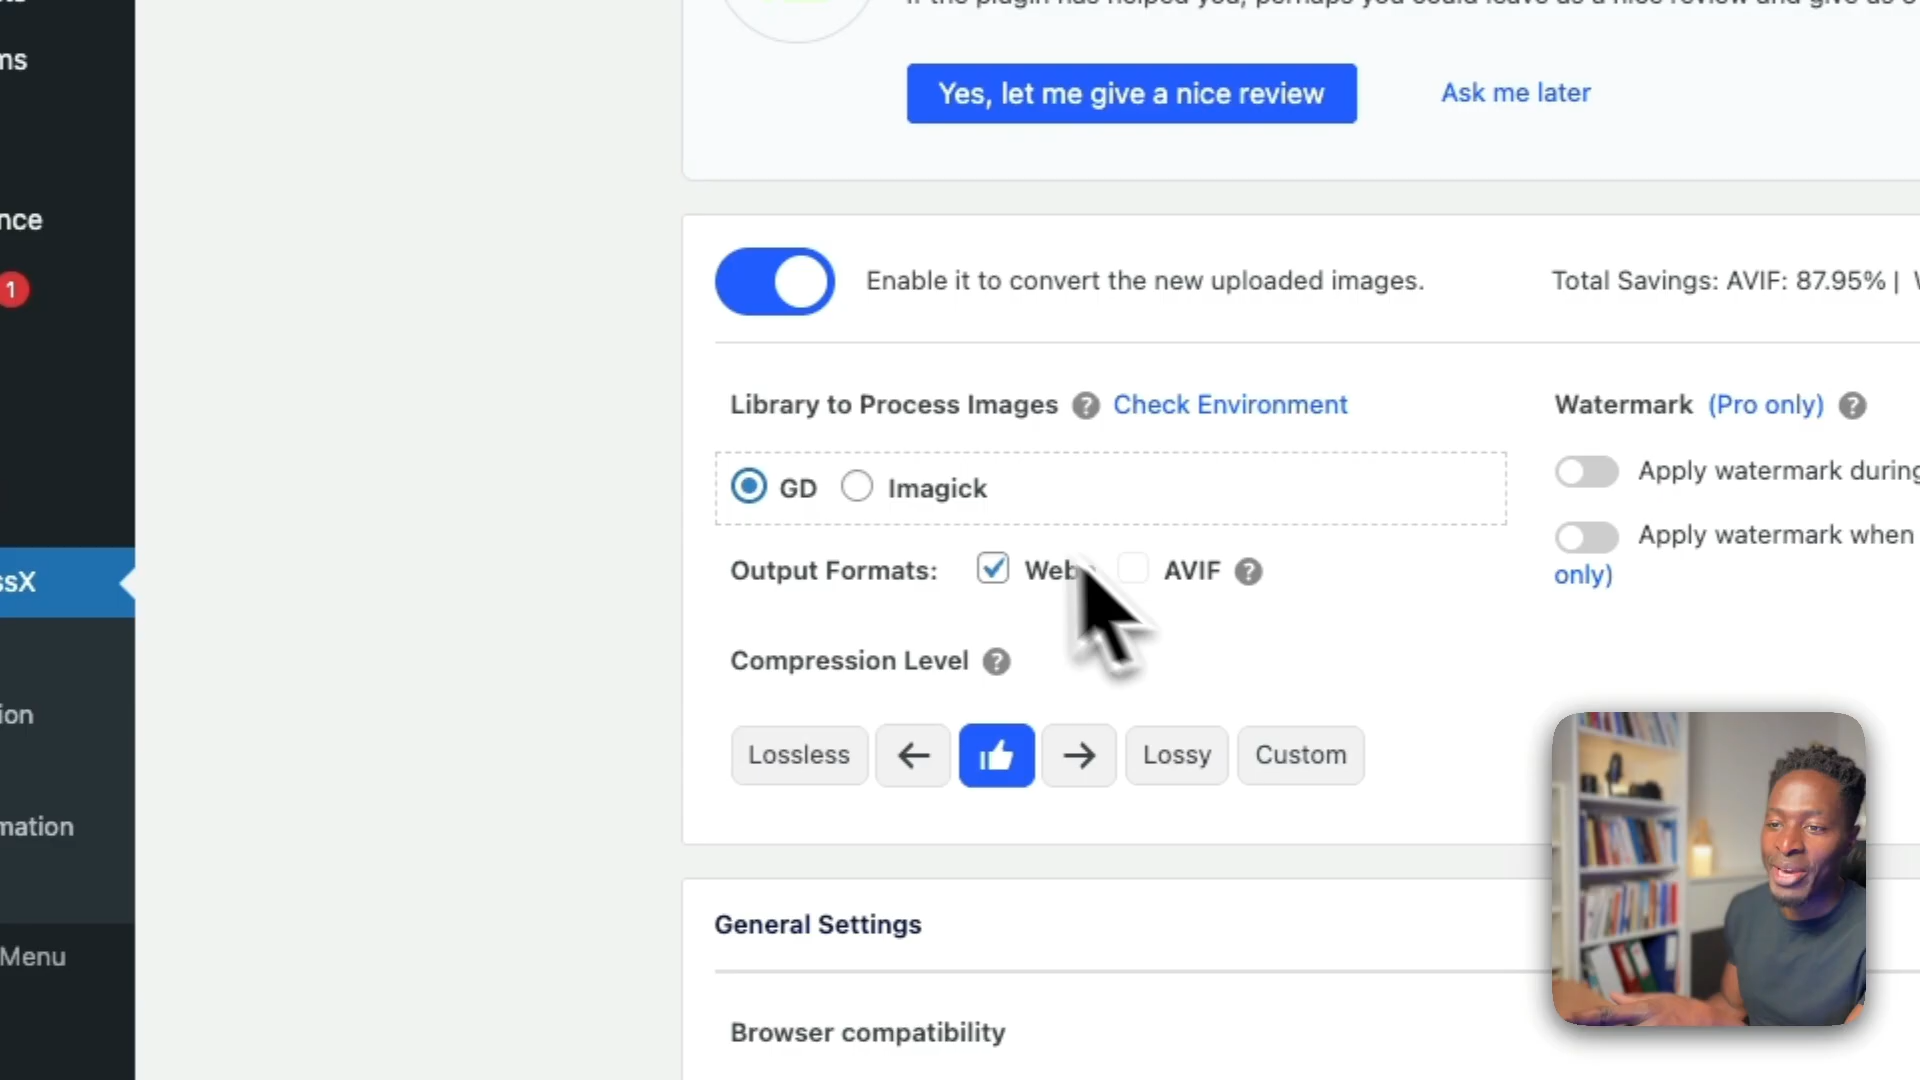 ms
Yes, let me give a nice review
Ask me later
nce
1
Enable it to convert the new uploaded images.
Total Savings: AVIF: 87.95% |
Library to Process Images ? Check Environment
Watermark (Pro only) ?
GD
Imagick
Apply watermark during
Output Formats:
AVIF ?
Apply watermark when
only)
ssX
Compression Level ?
ion
Lossless
Lossy
Custom
mation
General Settings
Menu
Browser compatibility